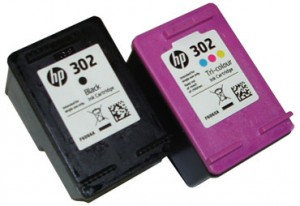 hp 302
Black
Ink Cartridge
hp 302
Tri-colour
Ink Cartridge